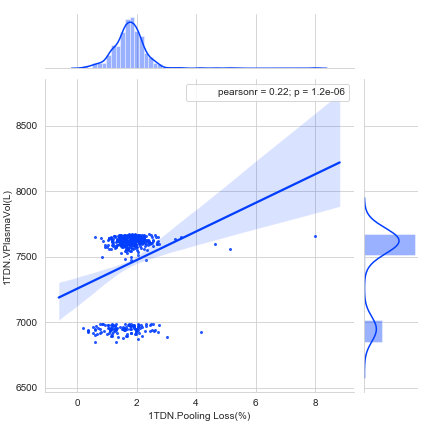 pearsonr = 0.22; p = 1.2e-06
8500
8000
7500
7000
6500
1TDN.VPlasmaVol(L)
0 2 4 6 8
1TDN.Pooling Loss(%)